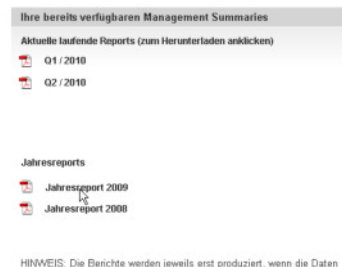 Ihre bereits verfügbaren Management Summaries
Aktuelle laufende Reports (zum Herunterladen anklicken)
Q1 / 2010
Q2 / 2010
Jahresreports
Jahresreport 2009
Jahresreport 2008
HINWEIS: Die Berichte werden jeweils erst produziert, wenn die Daten